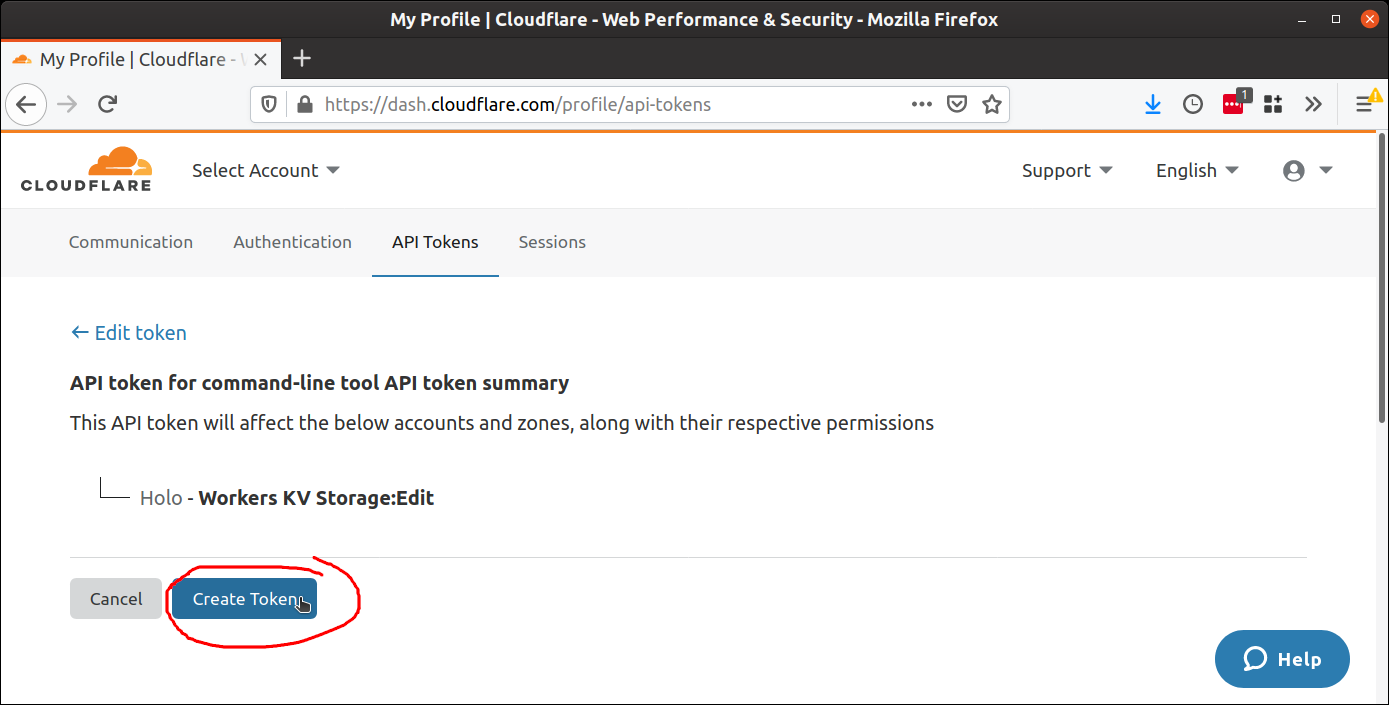 My Profile | Cloudflare - Web Performance & Security - Mozilla Firefox
My Profile | Cloudflare -
https://dash.cloudflare.com/profile/api-tokens
1
CLOUDFLARE
Select Account
Support
English
Communication
Authentication
API Tokens
Sessions
← Edit token
API token for command-line tool API token summary
This API token will affect the below accounts and zones, along with their respective permissions
Holo - Workers KV Storage:Edit
Cancel
Create Token
Help